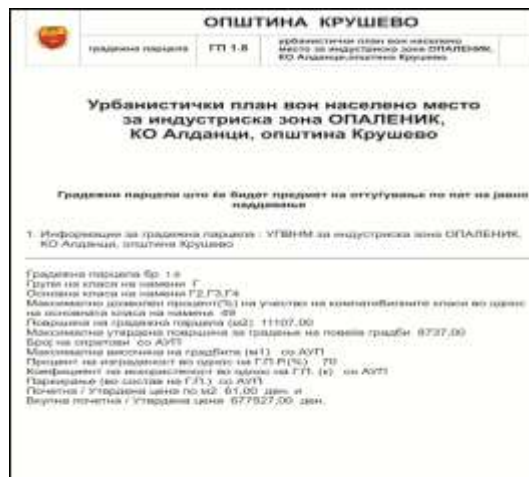 ОПШТИНА КРУШЕВО
градежна парцела
ГП 1.8
урбанистички план вон населено
место за индустриска зона ОПАЛЕНИК,
КО Алданци,општина Крушево
Урбанистички план вон населено место
за индустриска зона ОПАЛЕНИК,
КО Алданци, општина Крушево
Градежни парцели што ќе бидат предмет на оттуѓување по пат на јавно
наддавање
1. Информации за градежна парцела : УПВНМ за индустриска зона ОПАЛЕНИК,
КО Алданци, општина Крушево
Градежна парцела бр. 1.8
Групи на класа на намени Г
Основна класа на намени Г2,Г3,Г4
Максимално дозволен процент(%) на учество на компатибилните класи во однос
на основната класа на намена 49
Површина на градежна парцела (м2) 11107,00
Максимална утврдена површина за градење на повеќе градби 8737,00
Број на спратови со АУП
Максимална височина на градбите (м1) со АУП
Процент на изграденост во однос на Г.П.Р(%) 70
Коефициент на искористеност во однос на Г.П. (к) со АУП
Паркирање (во состав на Г.П.) со АУП
Почетна / Утврдена цена по м2 61,00 ден. и
Вкупна почетна / Утврдена цена 677527,00 ден.